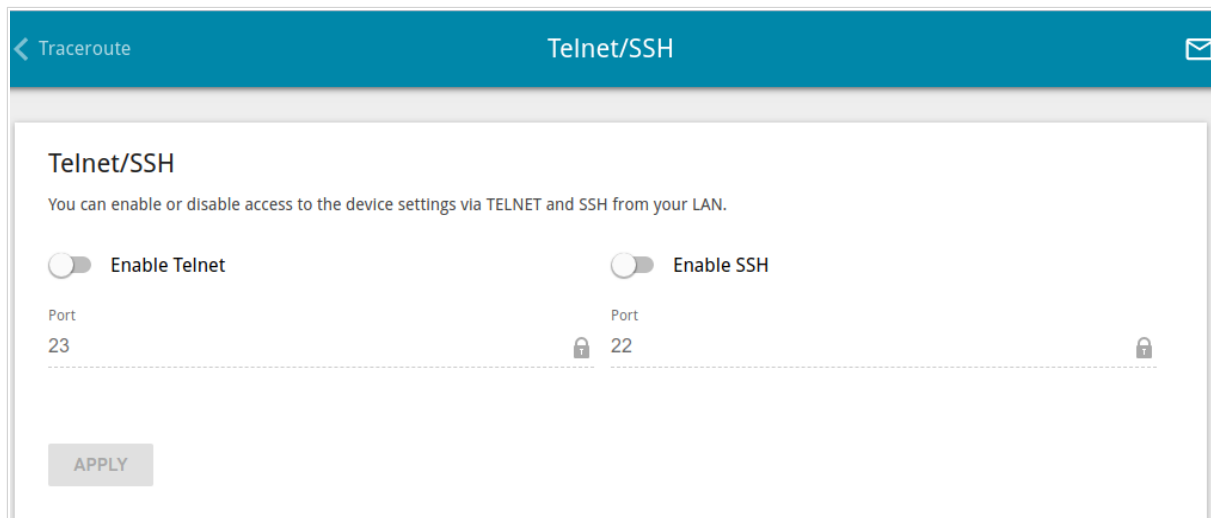 Traceroute
Telnet/SSH
Telnet/SSH
You can enable or disable access to the device settings via TELNET and SSH from your LAN.
Enable Telnet
Enable SSH
Port
Port
23
22
APPLY